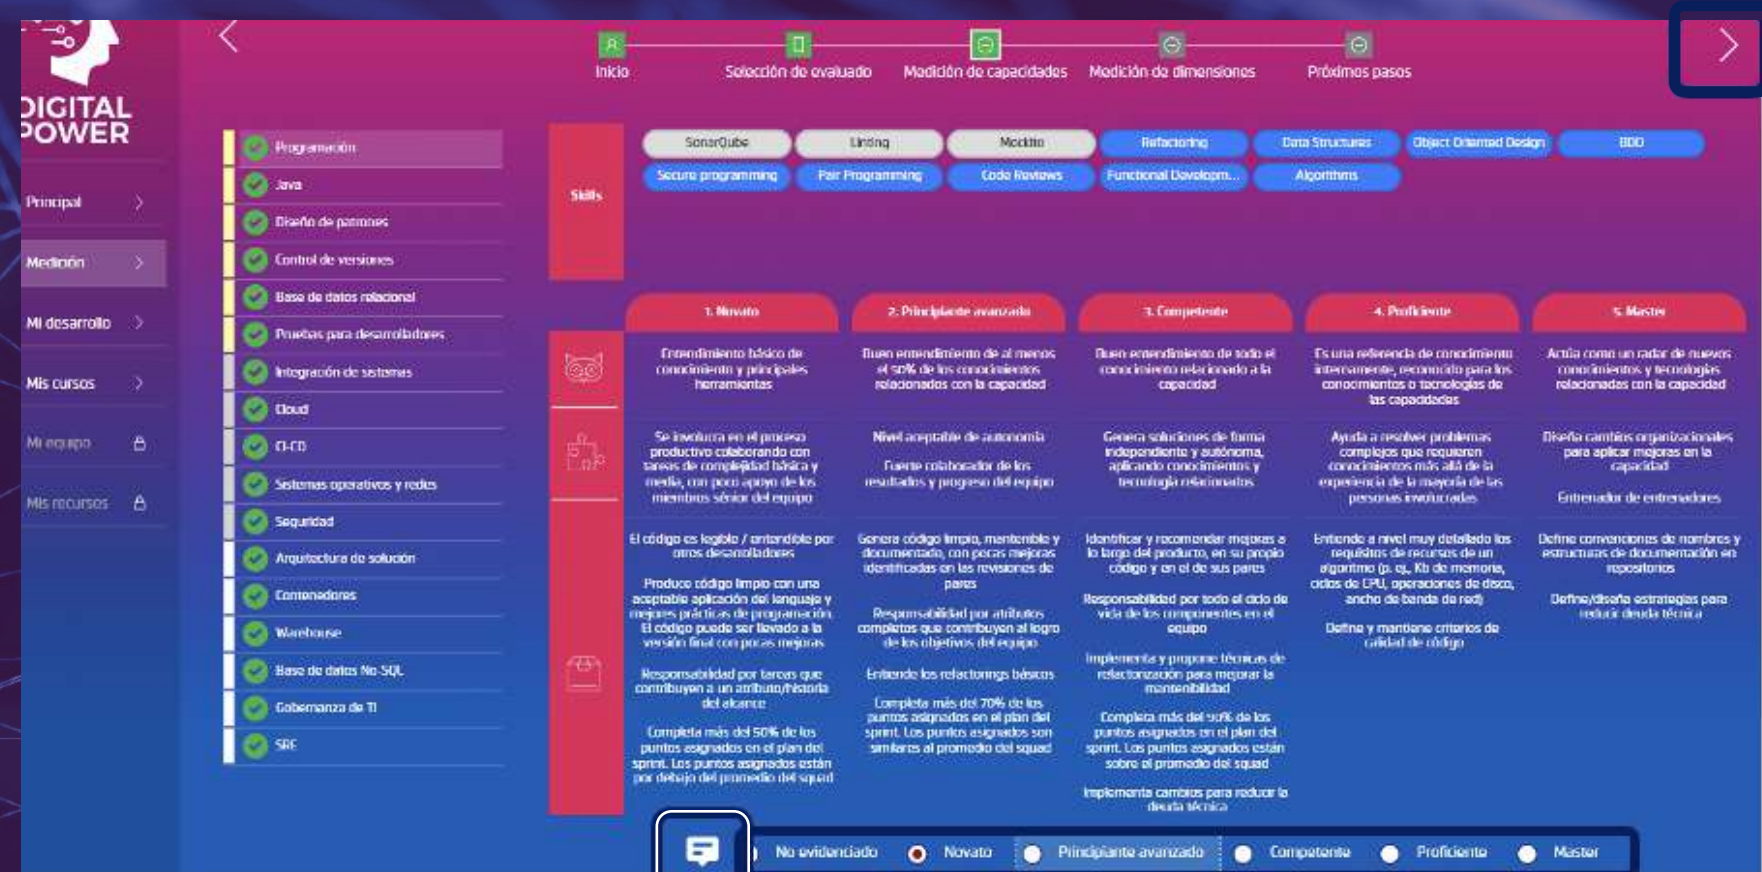 DIGITAL
POWER
Inicio
Selección de evaluado
Medición de capacidades
Medición de dimensiones
Próximos pasos
Principal
Medición
Mi desarrollo
Mis cursos
Mi equipo
Mis recursos
Programación
Java
Diseño de patrones
Control de versiones
Base de datos relacional
Pruebas para desarrolladores
Integración de sistemas
Cloud
CI-CD
Sistemas operativos y redes
Seguridad
Arquitectura de solución
Contenedores
Warehouse
Base de datos No-SQL
Gobernanza de TI
SRE
Skills
SonarQube
Linting
Mockito
Refactoring
Data Structures
Object Oriented Design
BDD
Secure programming
Pair Programming
Code Reviews
Functional Developm...
Algorithms
1. Novato
2. Principiante avanzado
3. Competente
4. Proficiente
5. Master
Entendimiento básico de
conocimiento y principales
herramientas
Buen entendimiento de al menos
el 50% de los conocimientos
relacionados con la capacidad
Buen entendimiento de todo el
conocimiento relacionado a la
capacidad
Es una referencia de conocimiento
internamente, reconocido para los
conocimientos o tecnologías de
las capacidades
Actúa como un radar de nuevos
conocimientos y tecnologías
relacionadas con la capacidad
Se involucra en el proceso
productivo colaborando con
tareas de complejidad básica y
media, con poco apoyo de los
miembros sénior del equipo
Nivel aceptable de autonomía
Fuerte colaborador de los
resultados y progreso del equipo
Genera soluciones de forma
independiente y autónoma,
aplicando conocimientos y
tecnología relacionados
Ayuda a resolver problemas
complejos que requieren
conocimientos más allá de la
experiencia de la mayoría de las
personas involucradas
Diseña cambios organizacionales
para aplicar mejoras en la
capacidad
Entrenador de entrenadores
El código es legible / entendible por
otros desarrolladores
Produce código limpio con una
aceptable aplicación del lenguaje y
mejores prácticas de programación.
El código puede ser llevado a la
versión final con pocas mejoras
Responsabilidad por tareas que
contribuyen a un atributo/historia
del alcance
Completa más del 50% de los
puntos asignados en el plan del
sprint. Los puntos asignados están
por debajo del promedio del squad
Genera código limpio, mantenible y
documentado, con pocas mejoras
identificadas en las revisiones de
pares
Responsabilidad por atributos
completos que contribuyen al logro
de los objetivos del equipo
Entiende los refactorings básicos
Completa más del 70% de los
puntos asignados en el plan del
sprint. Los puntos asignados son
similares al promedio del squad
Identificar y recomendar mejoras a
lo largo del producto, en su propio
código y en el de sus pares
Responsabilidad por todo el ciclo de
vida de los componentes en el
equipo
Implementa y propone técnicas de
refactorización para mejorar la
mantenibilidad
Completa más del 90% de los
puntos asignados en el plan del
sprint. Los puntos asignados están
sobre el promedio del squad
Implementa cambios para reducir la
deuda técnica
Entiende a nivel muy detallado los
requisitos de recursos de un
algoritmo (p. ej., Kb de memoria,
ciclos de CPU, operaciones de disco,
ancho de banda de red)
Define y mantiene criterios de
calidad de código
Define convenciones de nombres y
estructuras de documentación en
repositorios
Define/diseña estrategias para
reducir deuda técnica
No evidenciado
Novato
Principiante avanzado
Competente
Proficiente
Master